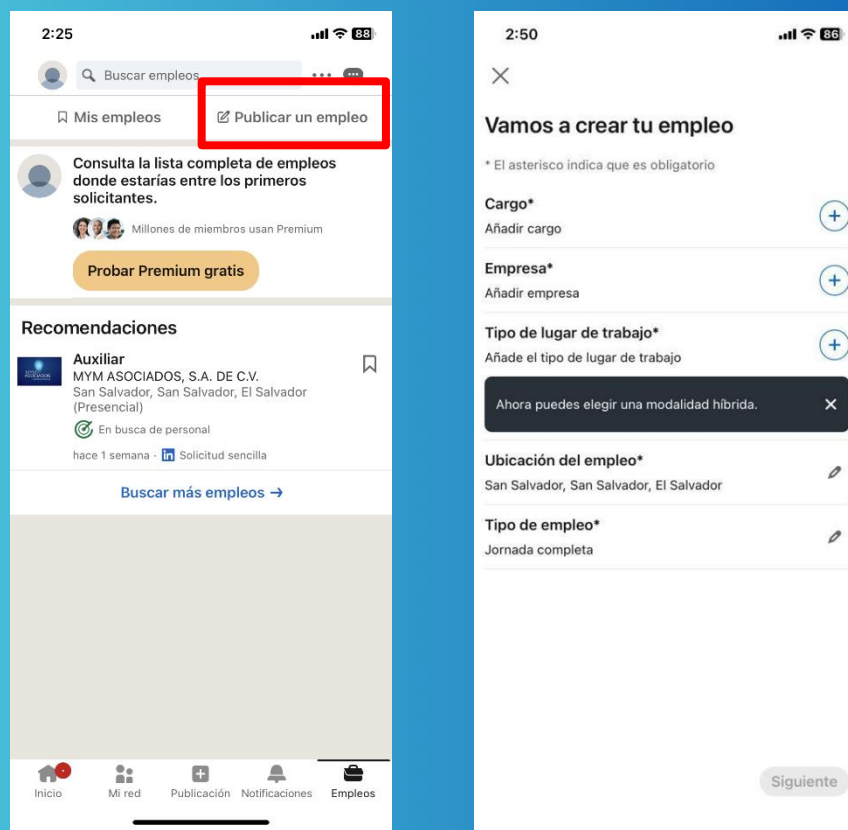 2:25
88
Buscar empleos
Mis empleos
Publicar un empleo
Consulta la lista completa de empleos
donde estarías entre los primeros
solicitantes.
Millones de miembros usan Premium
Probar Premium gratis
Recomendaciones
Auxiliar
MYM ASOCIADOS, S.A. DE C.V.
San Salvador, San Salvador, El Salvador
(Presencial)
En busca de personal
hace 1 semana · in Solicitud sencilla
Buscar más empleos →
Inicio
Mi red
Publicación
Notificaciones
Empleos
2:50
86
Vamos a crear tu empleo
* El asterisco indica que es obligatorio
Cargo*
Añadir cargo
Empresa*
Añadir empresa
Tipo de lugar de trabajo*
Añade el tipo de lugar de trabajo
Ahora puedes elegir una modalidad híbrida.
Ubicación del empleo*
San Salvador, San Salvador, El Salvador
Tipo de empleo*
Jornada completa
Siguiente